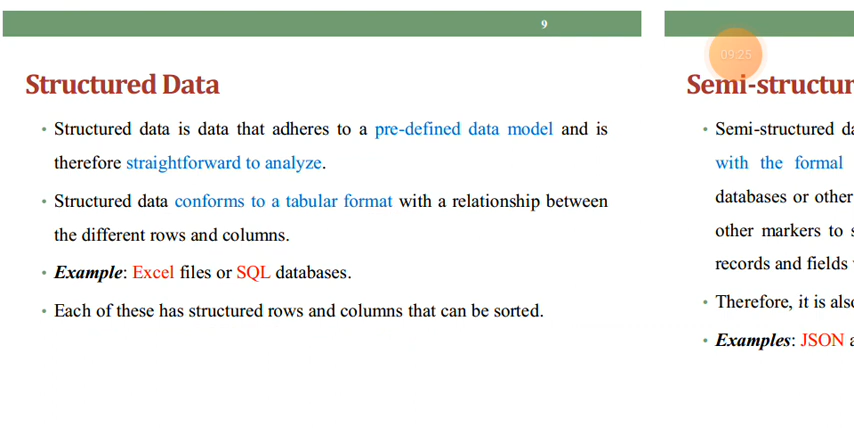 9
Structured Data
• Structured data is data that adheres to a pre-defined data model and is
therefore straightforward to analyze.
• Structured data conforms to a tabular format with a relationship between
the different rows and columns.
• Example: Excel files or SQL databases.
• Each of these has structured rows and columns that can be sorted.
09:25
Semi-structur
• Semi-structured da
with the formal
databases or other
other markers to s
records and fields
• Therefore, it is also
• Examples: JSON a